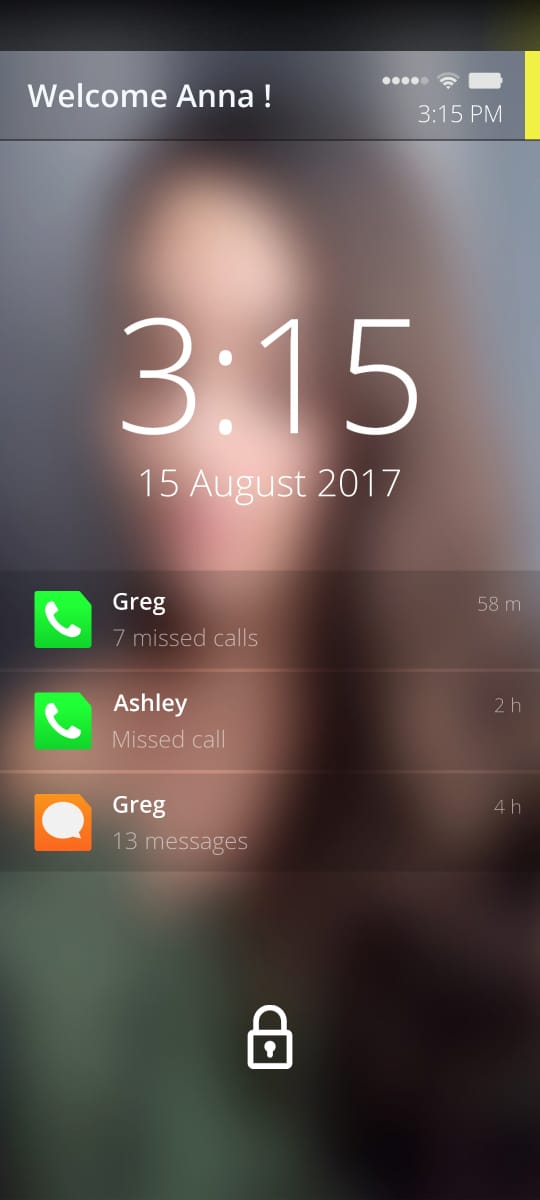 Welcome Anna !
3:15 PM
3:15
15 August 2017
Greg
58 m
7 missed calls
Ashley
2 h
Missed call
Greg
4 h
13 messages